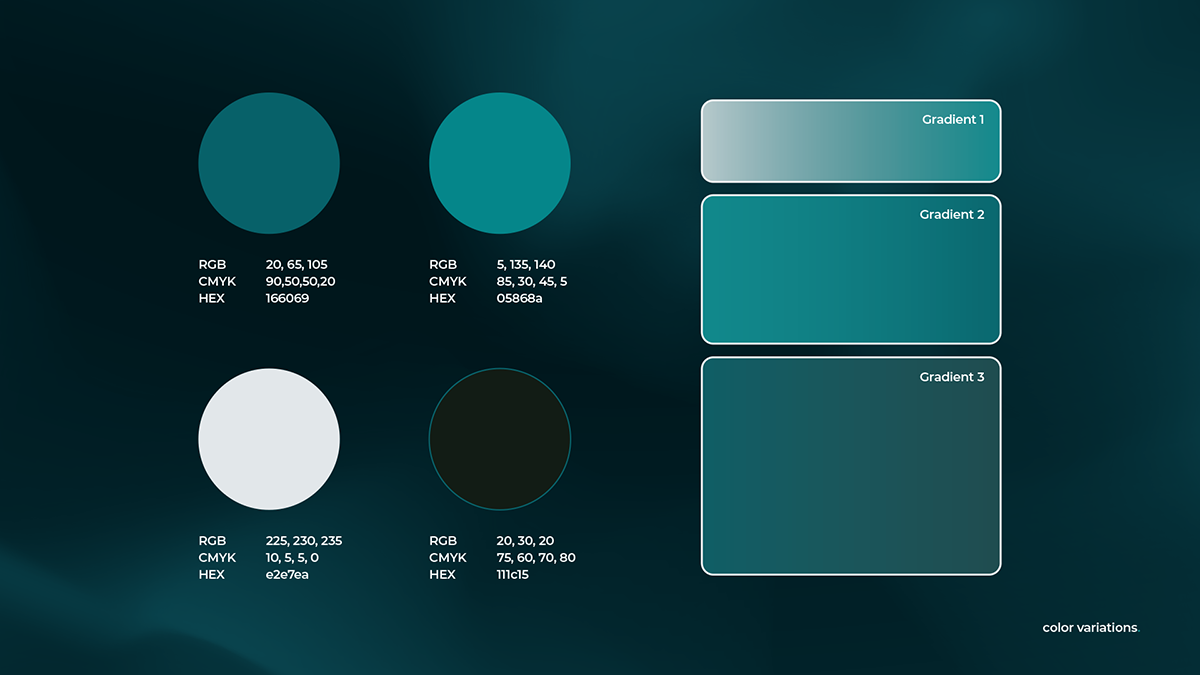 RGB 20, 65, 105
CMYK 90,50,50,20
HEX 166069
RGB 5, 135, 140
CMYK 85, 30, 45, 5
HEX 05868a
RGB 225, 230, 235
CMYK 10, 5, 5, 0
HEX e2e7ea
RGB 20, 30, 20
CMYK 75, 60, 70, 80
HEX 111c15
Gradient 1
Gradient 2
Gradient 3
color variations.